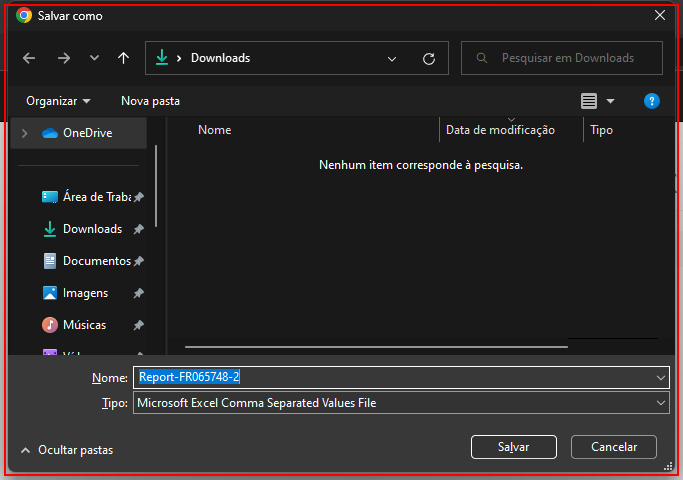 Salvar como
Downloads
Pesquisar em Downloads
Organizar
Nova pasta
OneDrive
Nome
Data de modificação
Tipo
Nenhum item corresponde à pesquisa.
Área de Traba
Downloads
Documentos
Imagens
Músicas
Nome:
Report-FR065748-2
Tipo:
Microsoft Excel Comma Separated Values File
Ocultar pastas
Salvar
Cancelar